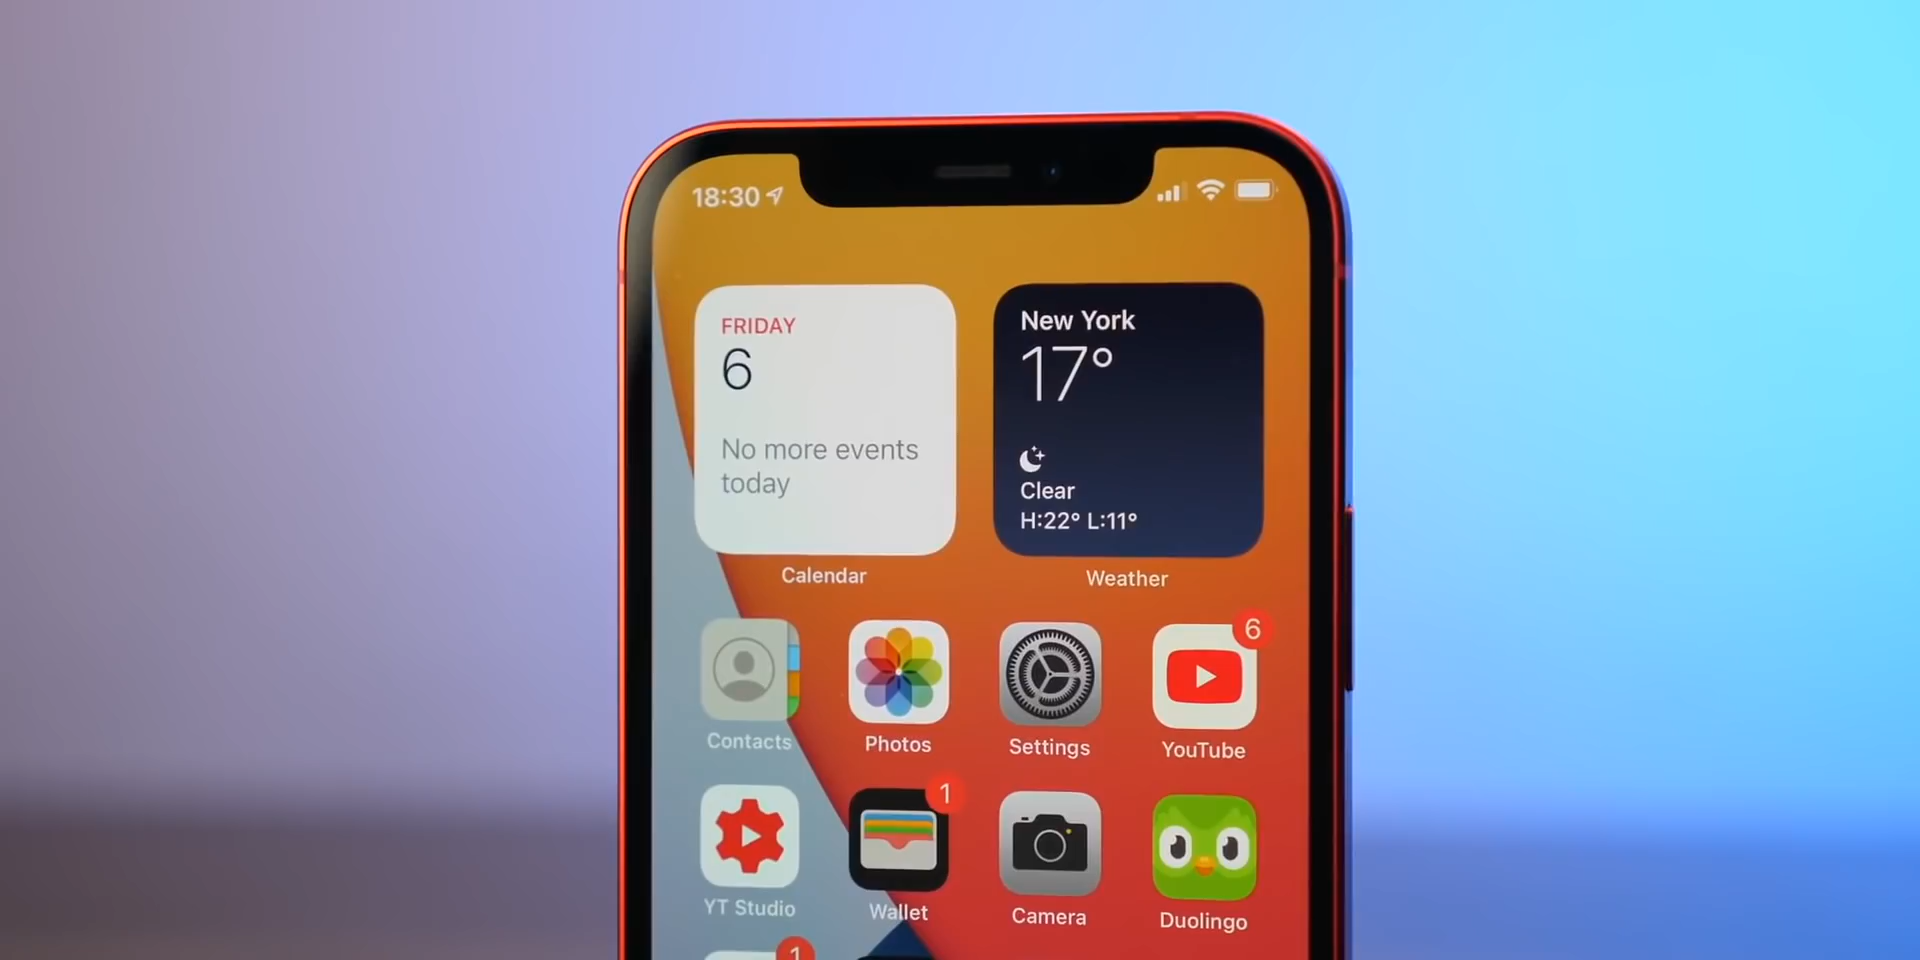 18:30
FRIDAY
6
No more events
today
Calendar
New York
17°
Clear
H:22° L:11°
Weather
Contacts
Photos
Settings
6
YouTube
YT Studio
1
Wallet
Camera
Duolingo
1